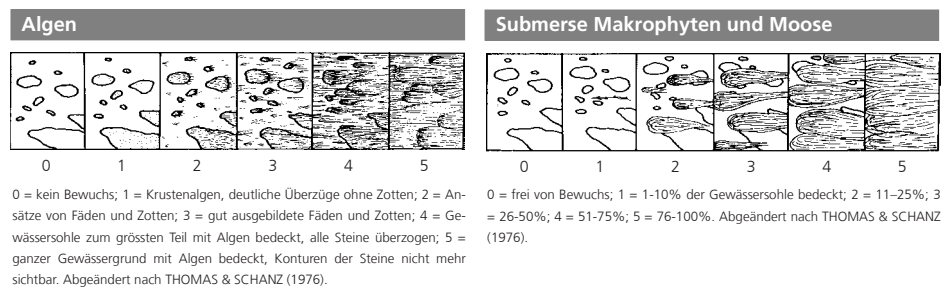 Algen
0 1 2 3 4 5
0 = kein Bewuchs; 1 = Krustenalgen, deutliche Überzüge ohne Zotten; 2 = An-
sätze von Fäden und Zotten; 3 = gut ausgebildete Fäden und Zotten; 4 = Ge-
wässersohle zum grössten Teil mit Algen bedeckt, alle Steine überzogen; 5 =
ganzer Gewässergrund mit Algen bedeckt, Konturen der Steine nicht mehr
sichtbar. Abgeändert nach THOMAS & SCHANZ (1976).
Submerse Makrophyten und Moose
0 1 2 3 4 5
0 = frei von Bewuchs; 1 = 1-10% der Gewässersohle bedeckt; 2 = 11–25%; 3
= 26-50%; 4 = 51-75%; 5 = 76-100%. Abgeändert nach THOMAS & SCHANZ
(1976).